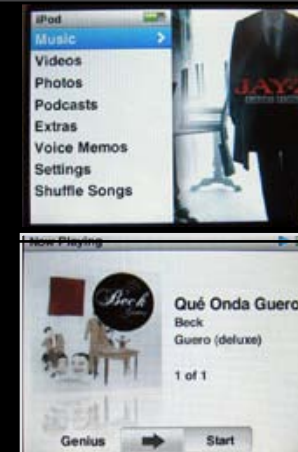 iPod
Music
Videos
Photos
Podcasts
Extras
Voice Memos
Settings
Shuffle Songs
JAY-Z
Now Playing
Beck
Qué Onda Guero
Beck
Guero (deluxe)
1 of 1
Genius
Start